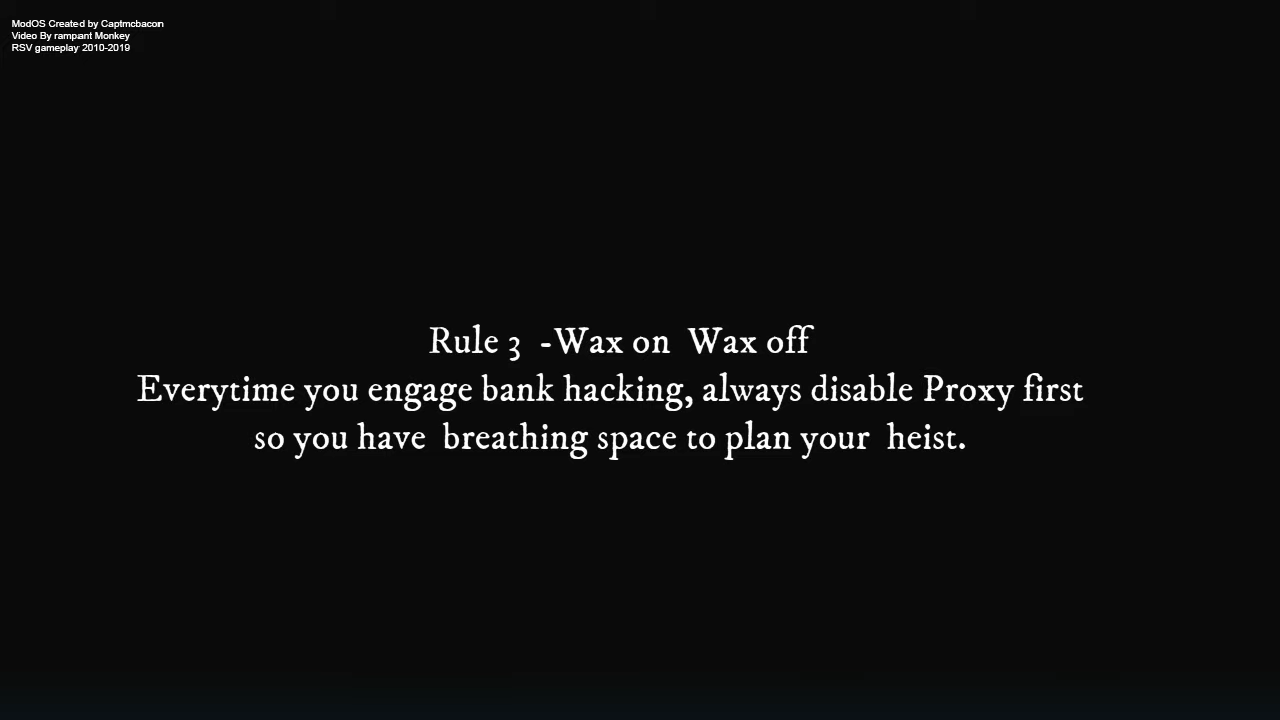 ModOS Created by Captmcbacon
Video By rampant Monkey
RSV gameplay 2010-2019
Rule 3 -Wax on Wax off
Everytime you engage bank hacking, always disable Proxy first
so you have breathing space to plan your heist.